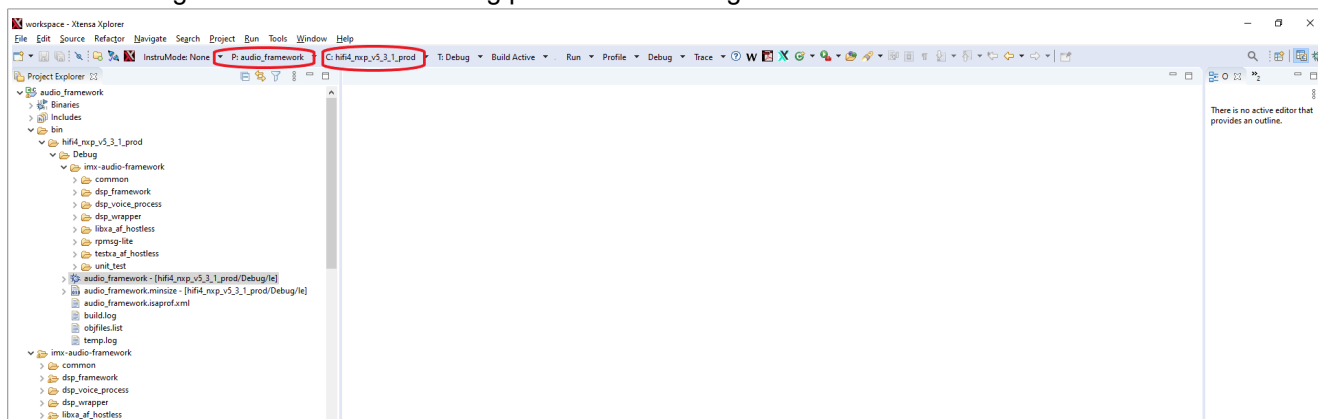 workspace - Xtensa Xplorer
File Edit Source Refactor Navigate Search Project Run Tools Window Help
InstruMode: None P: audio_framework C: hifi4_nxp_v5_3_1_prod T: Debug Build Active Run Profile Debug Trace
Project Explorer
O
There is no active editor that
provides an outline.
audio_framework
Binaries
Includes
bin
hifi4_nxp_v5_3_1_prod
Debug
imx-audio-framework
common
dsp_framework
dsp_voice_process
dsp_wrapper
libxa_af_hostless
rpmsg-lite
testxa_af_hostless
unit_test
audio_framework - [hifi4_nxp_v5_3_1_prod/Debug/le]
audio_framework.minsize - [hifi4_nxp_v5_3_1_prod/Debug/le]
audio_framework.isaprof.xml
build.log
objfiles.list
temp.log
imx-audio-framework
common
dsp_framework
dsp_voice_process
dsp_wrapper
libxa_af_hostless